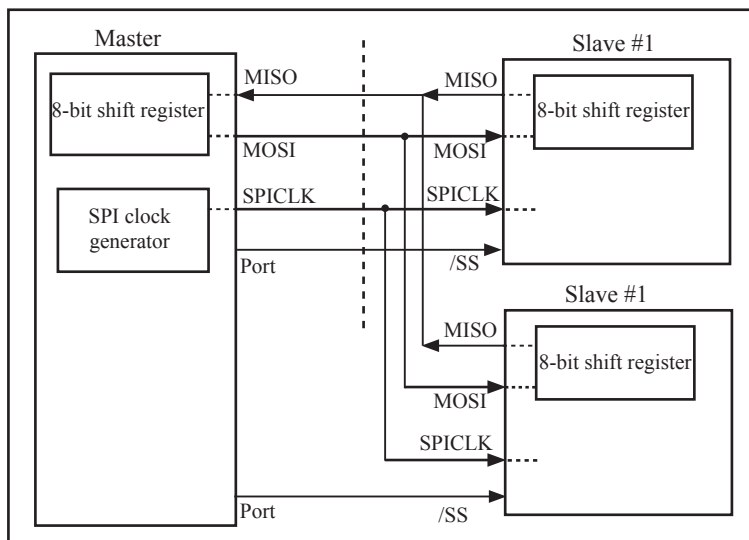 Master
8-bit shift register
MISO
MOSI
SPI clock
generator
SPICLK
Port
Port
Slave #1
MISO
8-bit shift register
MOSI
SPICLK
/SS
Slave #1
MISO
8-bit shift register
MOSI
SPICLK
/SS